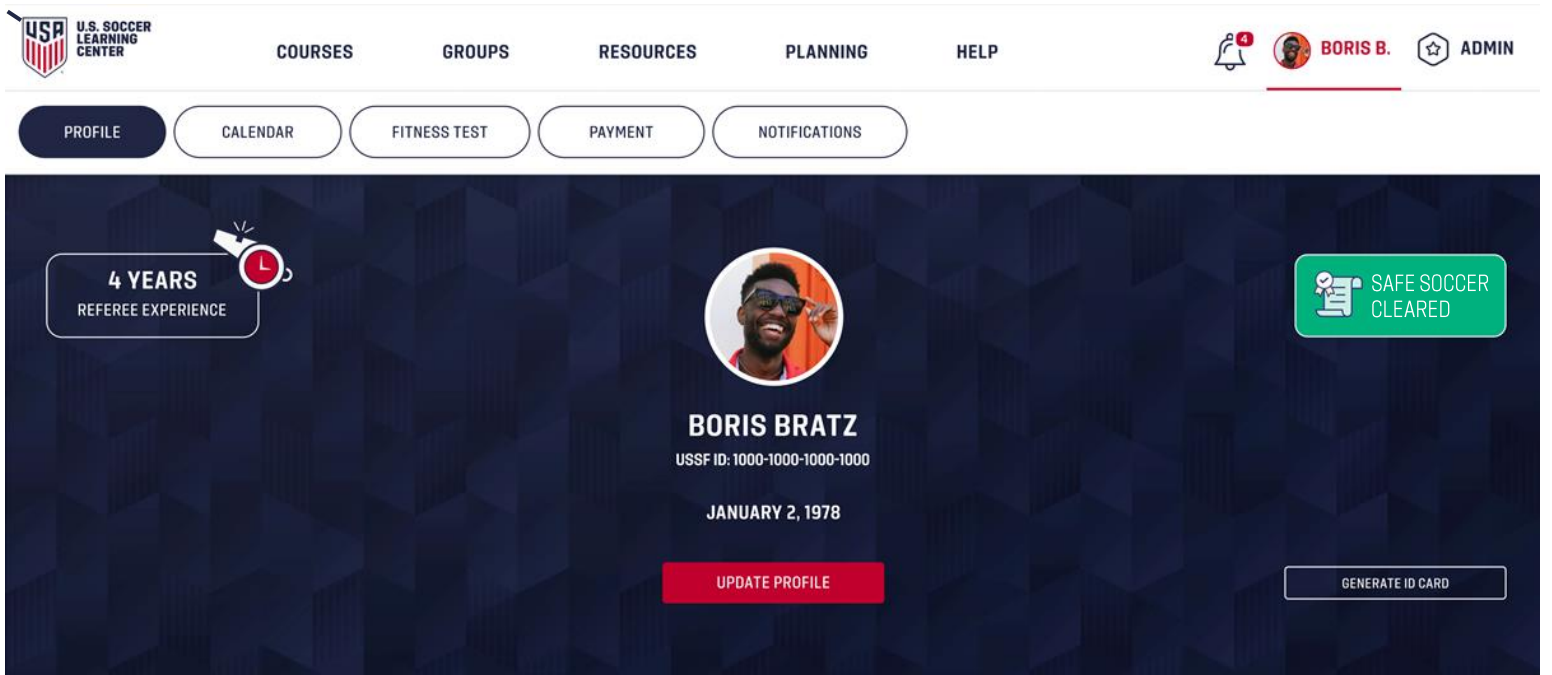 USA
U.S. SOCCER
LEARNING
CENTER
COURSES
GROUPS
RESOURCES
PLANNING
HELP
4
BORIS B.
ADMIN
PROFILE
CALENDAR
FITNESS TEST
PAYMENT
NOTIFICATIONS
4 YEARS
REFEREE EXPERIENCE
SAFE SOCCER
CLEARED
BORIS BRATZ
USSF ID: 1000-1000-1000-1000
JANUARY 2, 1978
UPDATE PROFILE
GENERATE ID CARD